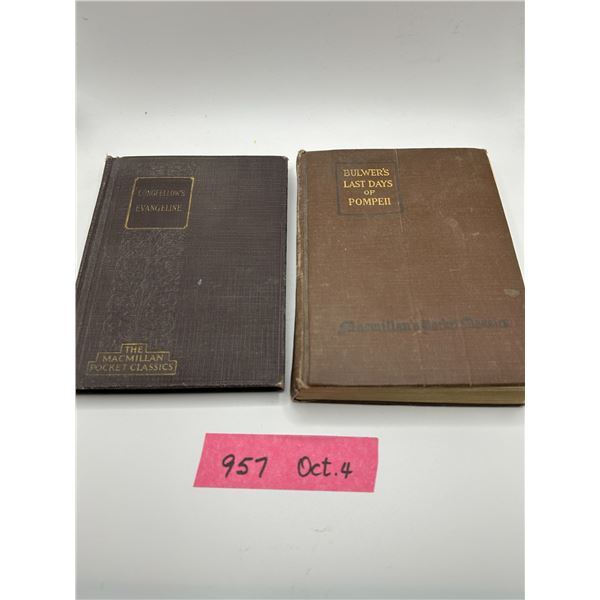 LONGFELLOW'S
EVANGELINE
THE
MACMILLAN
POCKET CLASSICS
BULWER'S
LAST DAYS
OF
POMPEII
Macmillan's Pocket Classics
957 Oct. 4